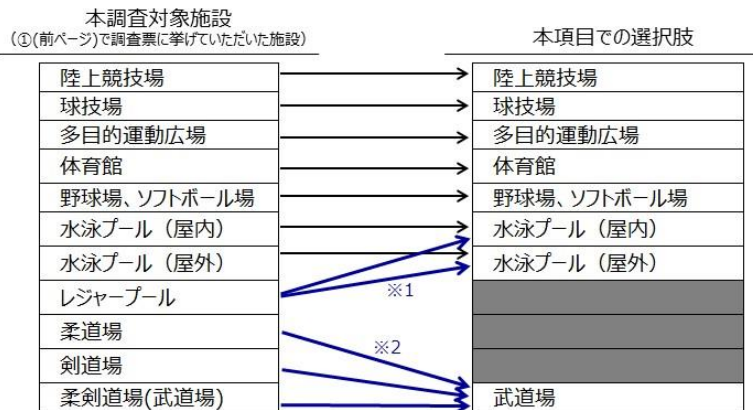 本調査対象施設
(①(前ページ)で調査票に挙げていただいた施設)
本項目での選択肢
陸上競技場
陸上競技場
球技場
球技場
多目的運動広場
多目的運動広場
体育館
体育館
野球場、ソフトボール場
野球場、ソフトボール場
水泳プール（屋内）
水泳プール（屋内）
水泳プール（屋外）
水泳プール（屋外）
レジャープール
※1
柔道場
※2
剣道場
柔剣道場(武道場)
武道場